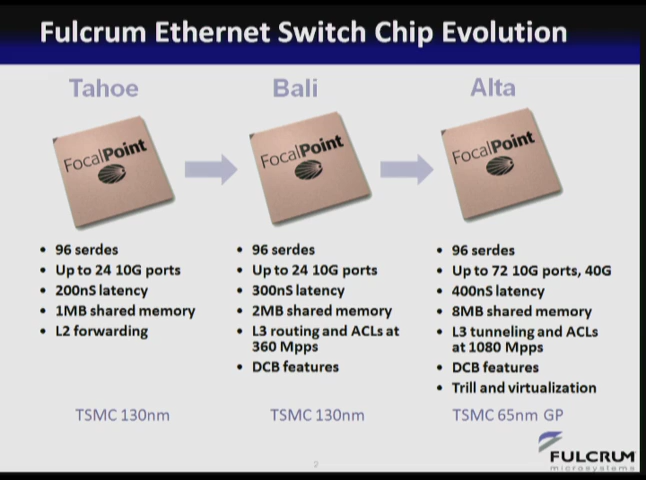 Fulcrum Ethernet Switch Chip Evolution
Tahoe
Bali
Alta
FocalPoint
FocalPoint
FocalPoint
• 96 serdes
• Up to 24 10G ports
• 200nS latency
• 1MB shared memory
• L2 forwarding
• 96 serdes
• Up to 24 10G ports
• 300nS latency
• 2MB shared memory
• L3 routing and ACLs at
360 Mpps
• DCB features
• 96 serdes
• Up to 72 10G ports, 40G
• 400nS latency
• 8MB shared memory
• L3 tunneling and ACLs
at 1080 Mpps
• DCB features
• Trill and virtualization
TSMC 130nm
TSMC 130nm
TSMC 65nm GP
2
FULCRUM
microsystems